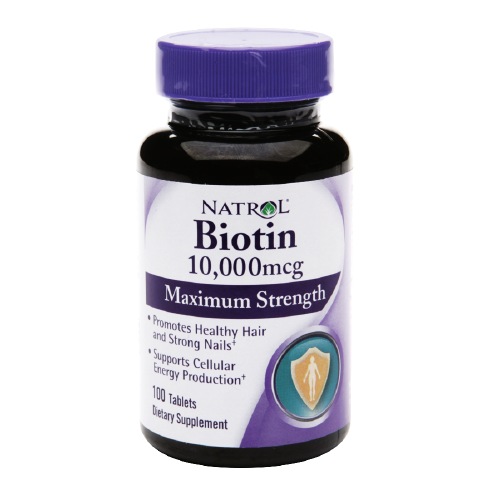 NATROL®
Biotin
10,000mcg
Maximum Strength
• Promotes Healthy Hair
and Strong Nails†
• Supports Cellular
Energy Production†
100 Tablets
Dietary Supplement